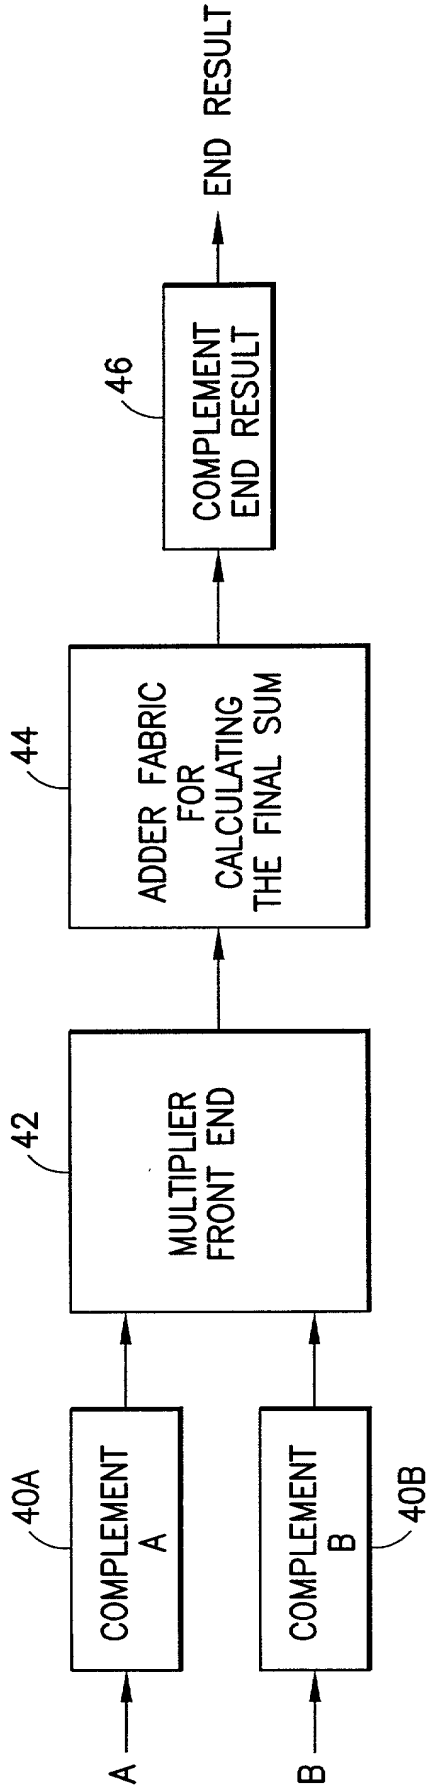 A
40A
COMPLEMENT
A
B
COMPLEMENT
B
40B
42
MULTIPLIER
FRONT END
44
ADDER FABRIC
FOR
CALCULATING
THE FINAL SUM
46
COMPLEMENT
END RESULT
END RESULT